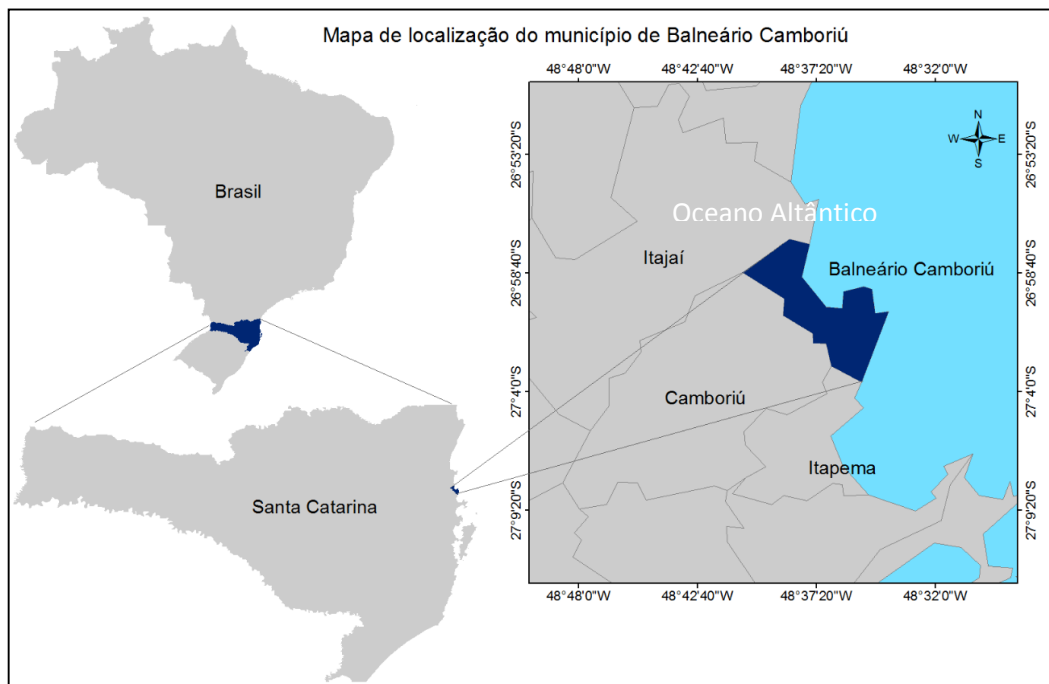 Mapa de localização do município de Balneário Camboriú
48°48'0"W 48°42'40"W 48°37'20"W 48°32'0"W
N
W E
S
26°53'20"S
26°53'20"S
Brasil
Oceano Altântico
Itajaí
Balneário Camboriú
26°58'40"S
26°58'40"S
Camboriú
27°4'0"S
27°4'0"S
Itapema
Santa Catarina
27°9'20"S
27°9'20"S
48°48'0"W 48°42'40"W 48°37'20"W 48°32'0"W